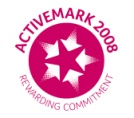 ACTIVEMARK 2008
REWARDING COMMITMENT